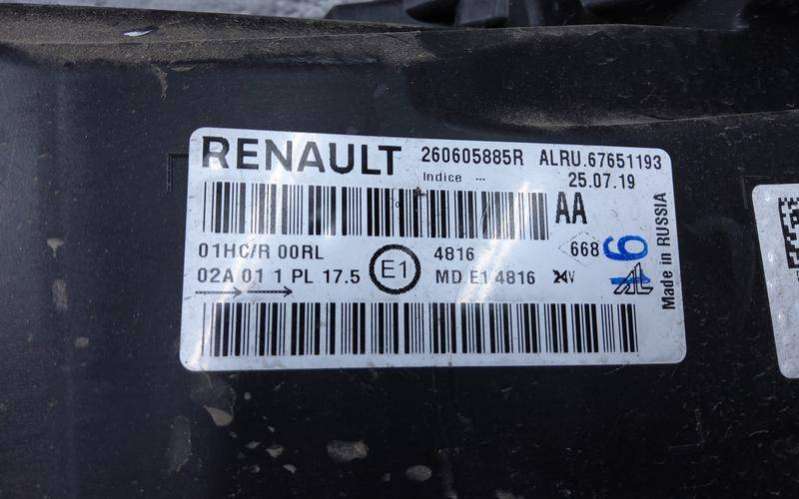 RENAULT 260605885R ALRU.67651193
Indice ... 25.07.19
AA
01HC/R 00RL E1 4816 668
02A 01 1 PL 17.5 MD E1 4816
16
Made in RUSSIA